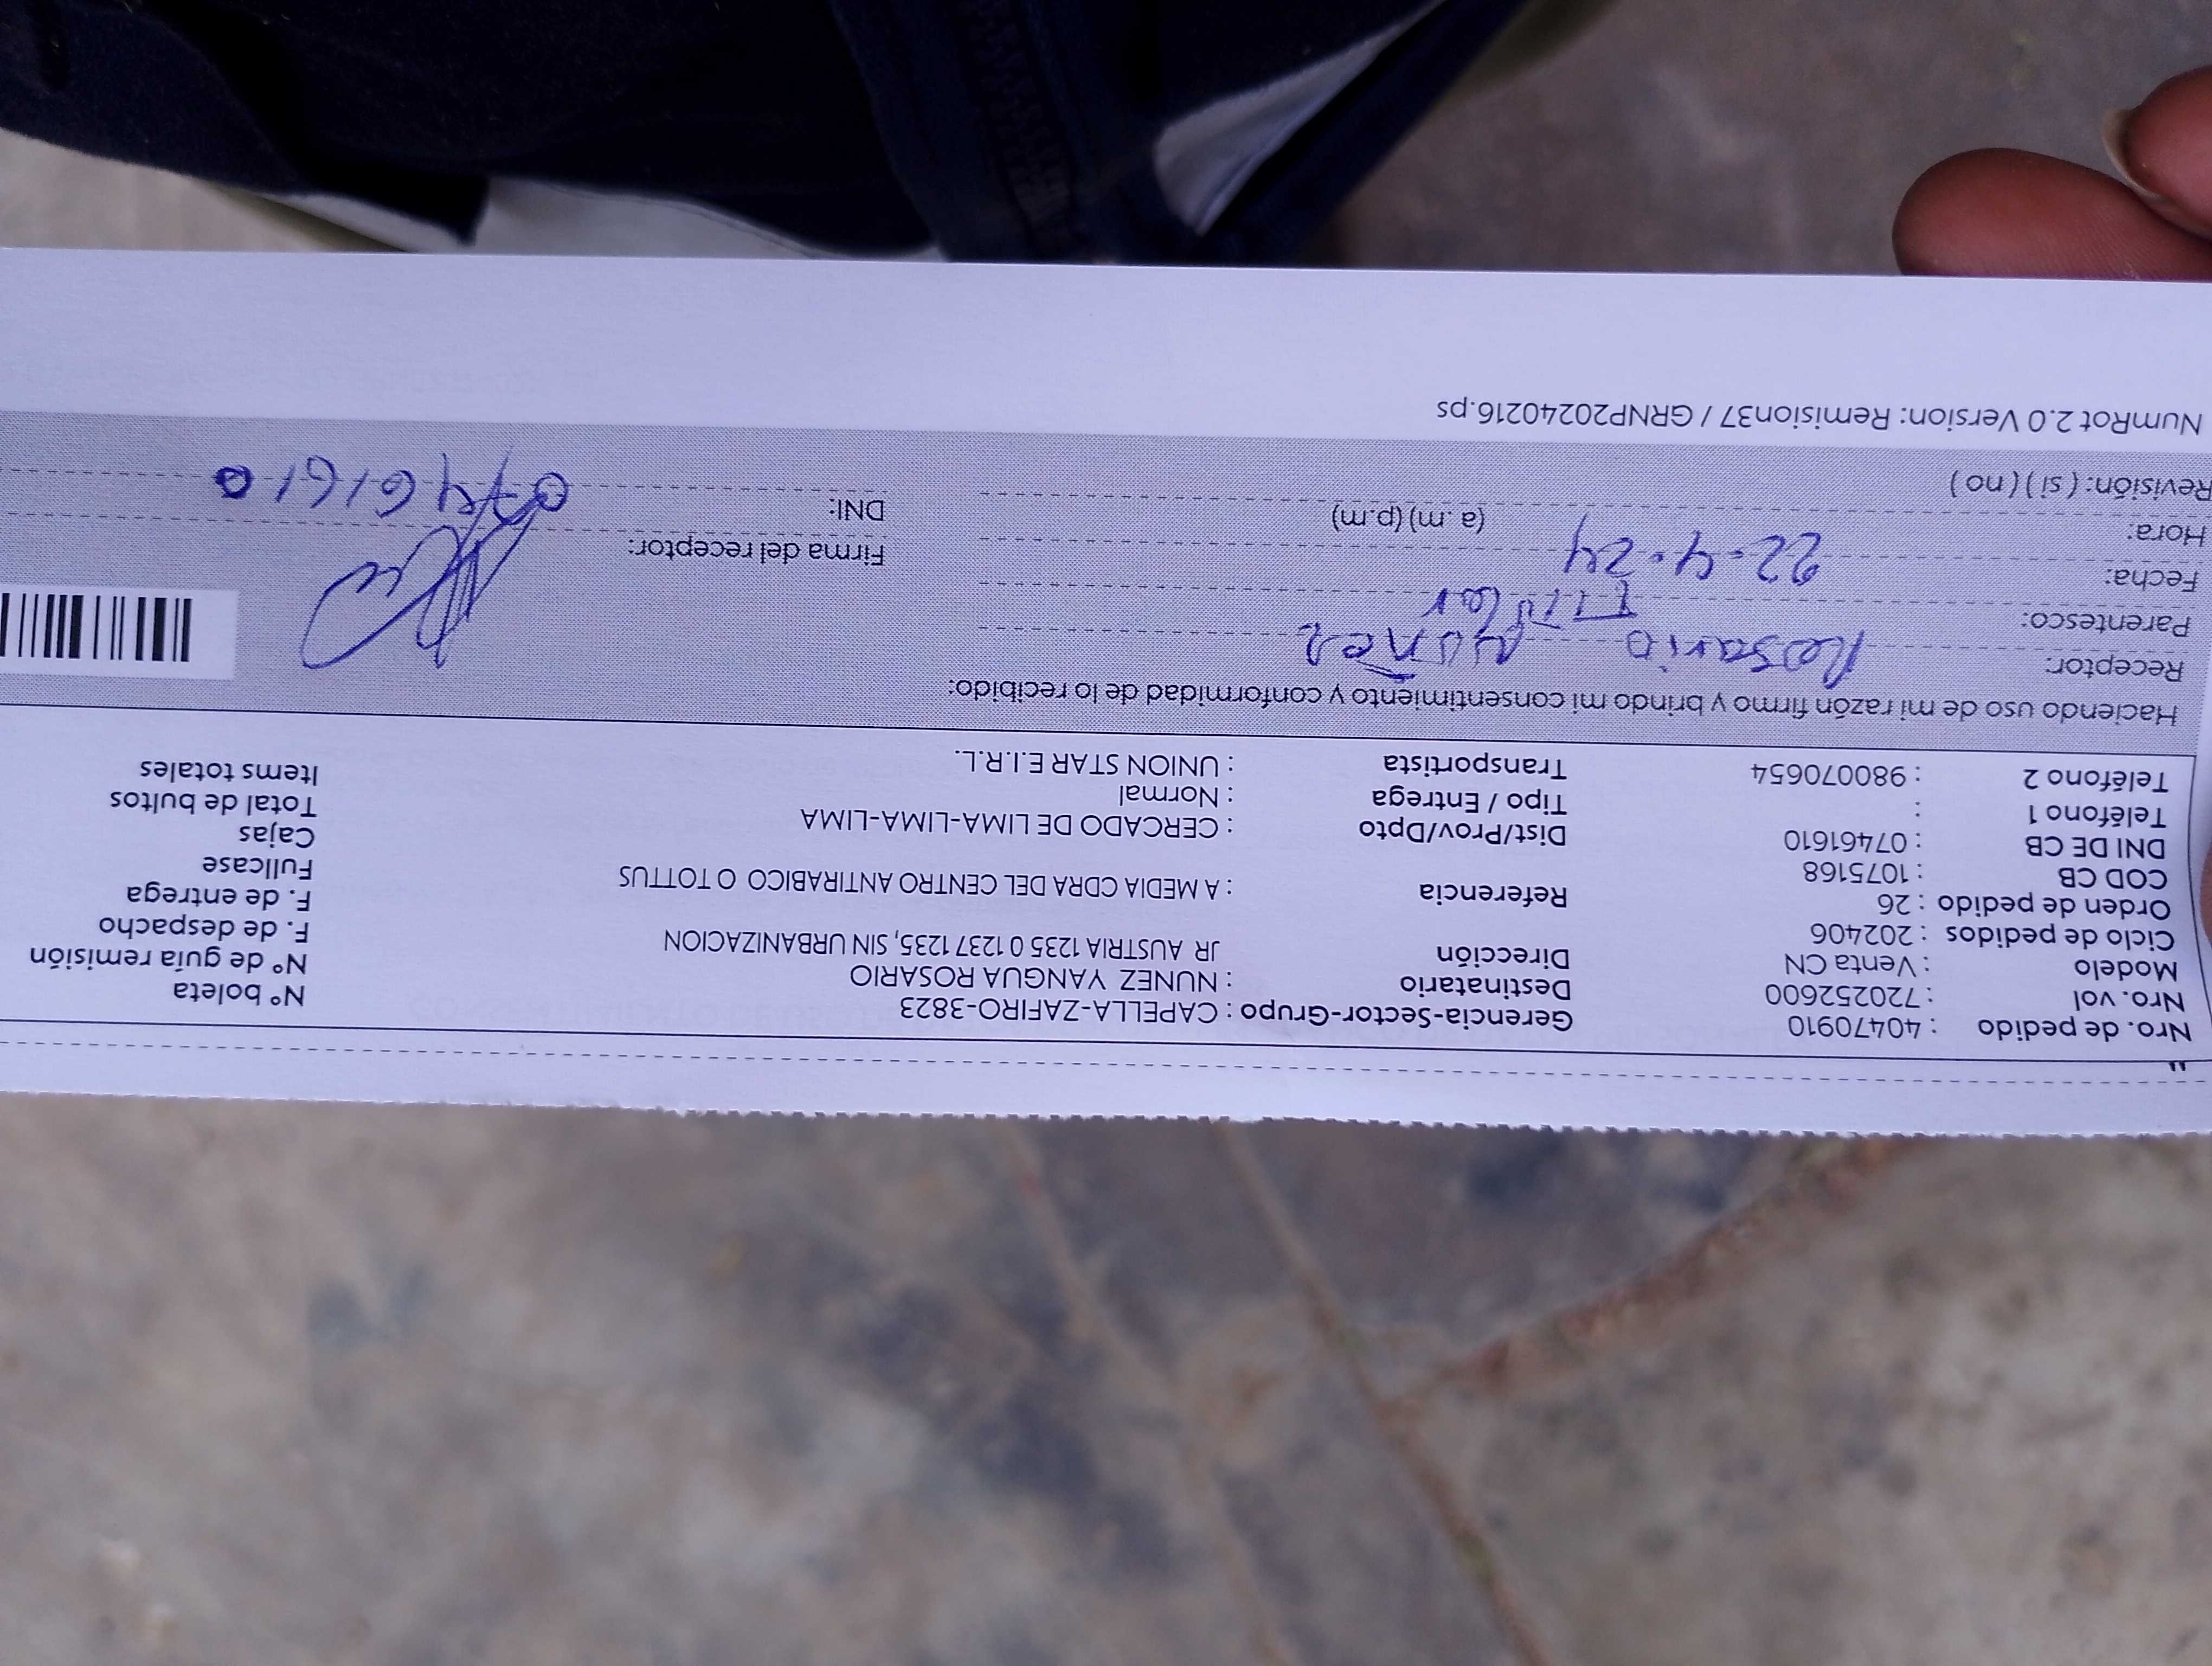 Nro. de pedido : 40470910 Gerencia-Sector-Grupo : CAPELLA-ZAFIRO-3823 N° boleta
Nro. vol : 720252600 Destinatario : NUNEZ YANGUA ROSARIO N° de guía remisión
Modelo : Venta CN Dirección JR AUSTRIA 1235 0 1237 1235, SIN URBANIZACION F. de despacho
Ciclo de pedidos : 202406 F. de entrega
Orden de pedido : 26 Referencia : A MEDIA CDRA DEL CENTRO ANTIRABICO O TOTTUS Fullcase
COD CB : 1075168 Cajas
DNI DE CB : 07461610 Dist/Prov/Dpto : CERCADO DE LIMA-LIMA-LIMA Total de bultos
Teléfono 1 : Tipo / Entrega : Normal Items totales
Teléfono 2 : 980070654 Transportista : UNION STAR E.I.R.L.
Haciendo uso de mi razón firmo y brindo mi consentimiento y conformidad de lo recibido:
Receptor: Rosario Nuñez
Parentesco: Titular
Fecha: 22-4-24 Firma del receptor:
Hora: (a.m) (p.m) DNI: 07461610
Revisión: ( si ) ( no )
NumRot 2.0 Version: Remision37 / GRNP20240216.ps